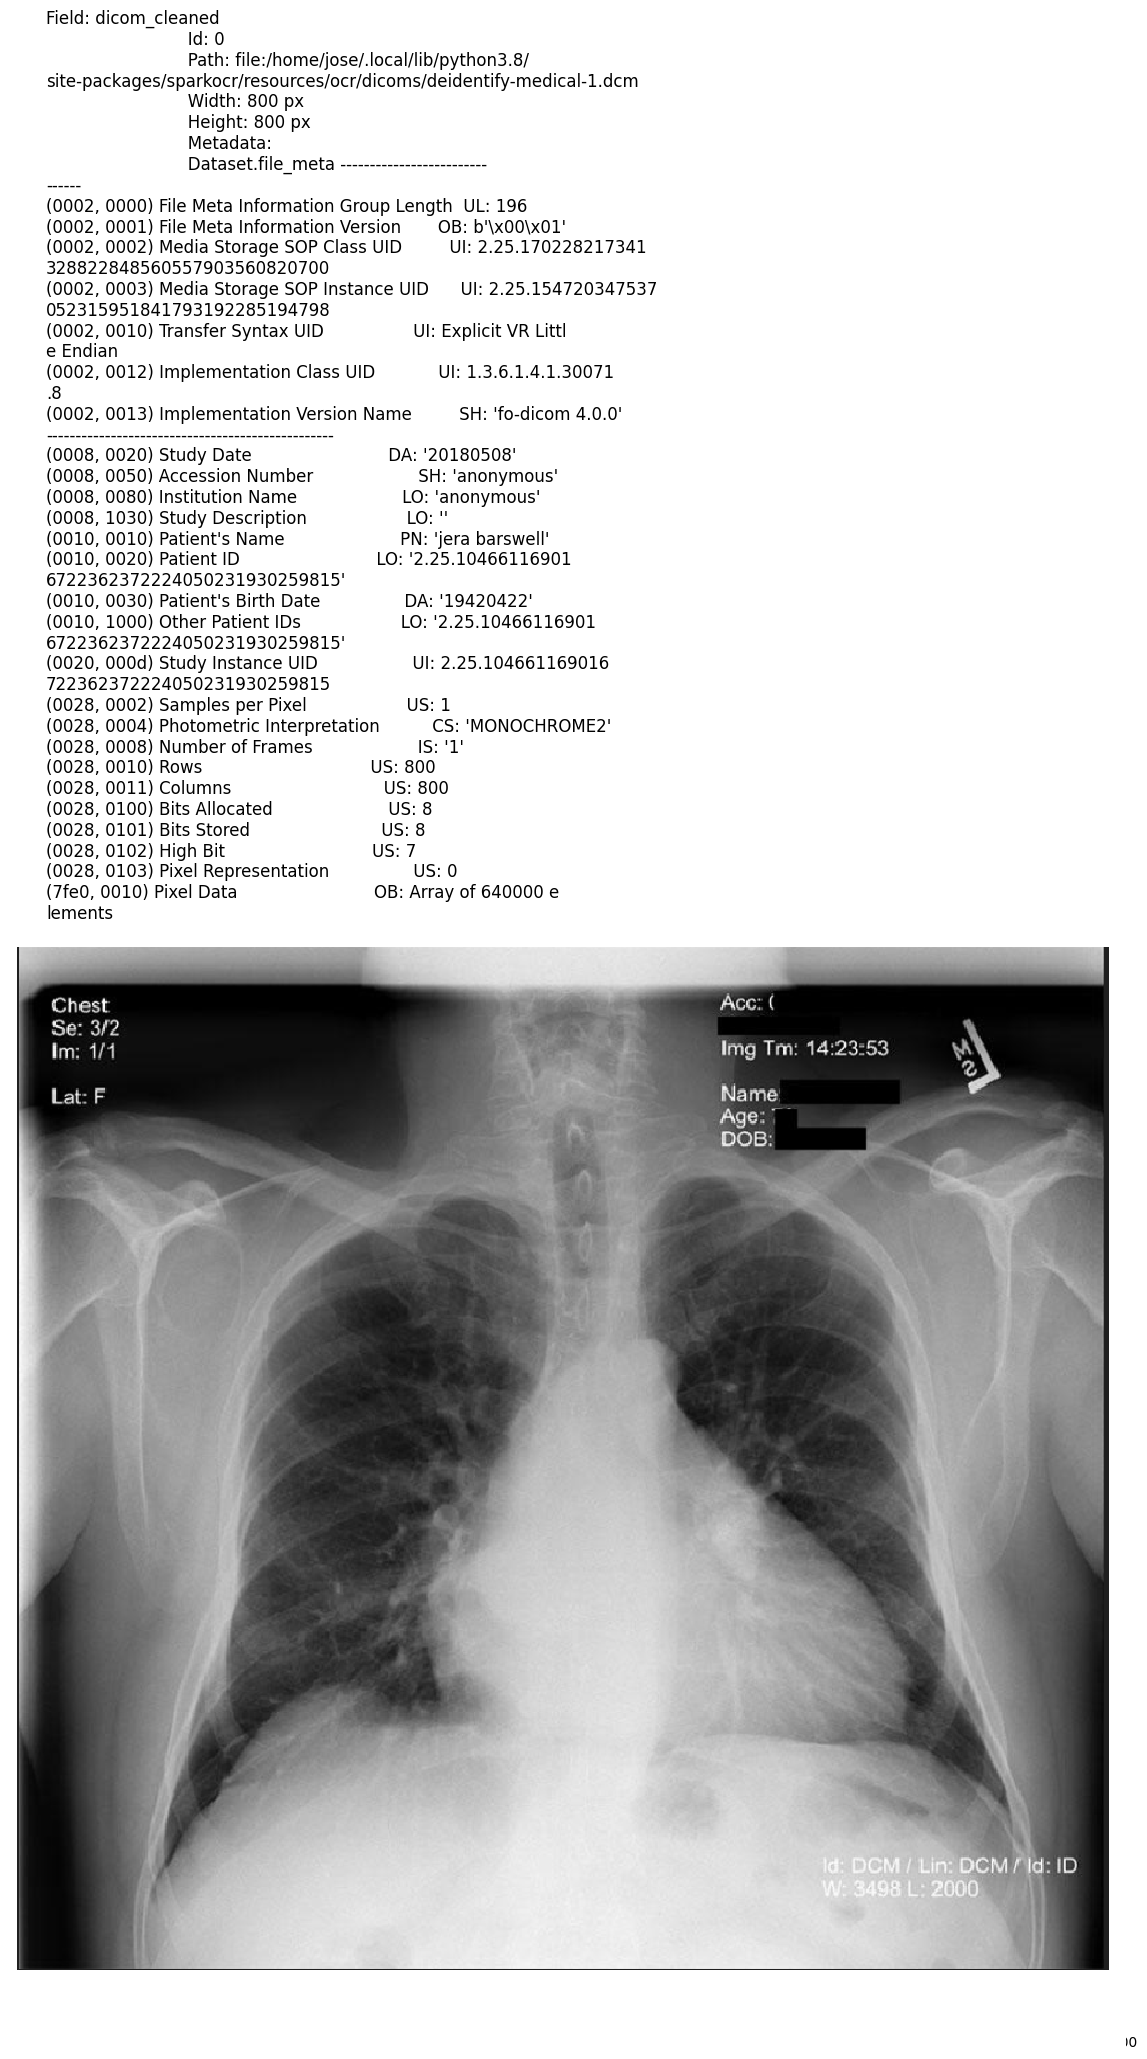 Field: dicom_cleaned
Id: 0
Path: file:/home/jose/.local/lib/python3.8/
site-packages/sparkocr/resources/ocr/dicoms/deidentify-medical-1.dcm
Width: 800 px
Height: 800 px
Metadata:
Dataset.file_meta -------------------------
------
(0002, 0000) File Meta Information Group Length  UL: 196
(0002, 0001) File Meta Information Version       OB: b'\x00\x01'
(0002, 0002) Media Storage SOP Class UID         UI: 2.25.170228217341
3288228485605579035608​20700
(0002, 0003) Media Storage SOP Instance UID      UI: 2.25.154720347537
052315951841793192285194798
(0002, 0010) Transfer Syntax UID                 UI: Explicit VR Littl
e Endian
(0002, 0012) Implementation Class UID            UI: 1.3.6.1.4.1.30071
.8
(0002, 0013) Implementation Version Name         SH: 'fo-dicom 4.0.0'
-------------------------------------------------
(0008, 0020) Study Date                          DA: '20180508'
(0008, 0050) Accession Number                    SH: 'anonymous'
(0008, 0080) Institution Name                    LO: 'anonymous'
(0008, 1030) Study Description                   LO: ''
(0010, 0010) Patient's Name                      PN: 'jera barswell'
(0010, 0020) Patient ID                          LO: '2.25.10466116901
6722362372224050231930259815'
(0010, 0030) Patient's Birth Date                DA: '19420422'
(0010, 1000) Other Patient IDs                   LO: '2.25.10466116901
6722362372224050231930259815'
(0020, 000d) Study Instance UID                  UI: 2.25.104661169016
722362372224050231930259815
(0028, 0002) Samples per Pixel                   US: 1
(0028, 0004) Photometric Interpretation          CS: 'MONOCHROME2'
(0028, 0008) Number of Frames                    IS: '1'
(0028, 0010) Rows                                US: 800
(0028, 0011) Columns                             US: 800
(0028, 0100) Bits Allocated                      US: 8
(0028, 0101) Bits Stored                         US: 8
(0028, 0102) High Bit                            US: 7
(0028, 0103) Pixel Representation                US: 0
(7fe0, 0010) Pixel Data                          OB: Array of 640000 e
lements
Chest
Se: 3/2
Im: 1/1
Lat: F
Acc: (
Img Tm: 14:23:53
Name
Age:
DOB:
Id: DCM / Lin: DCM / Id: ID
W: 3498 L: 2000